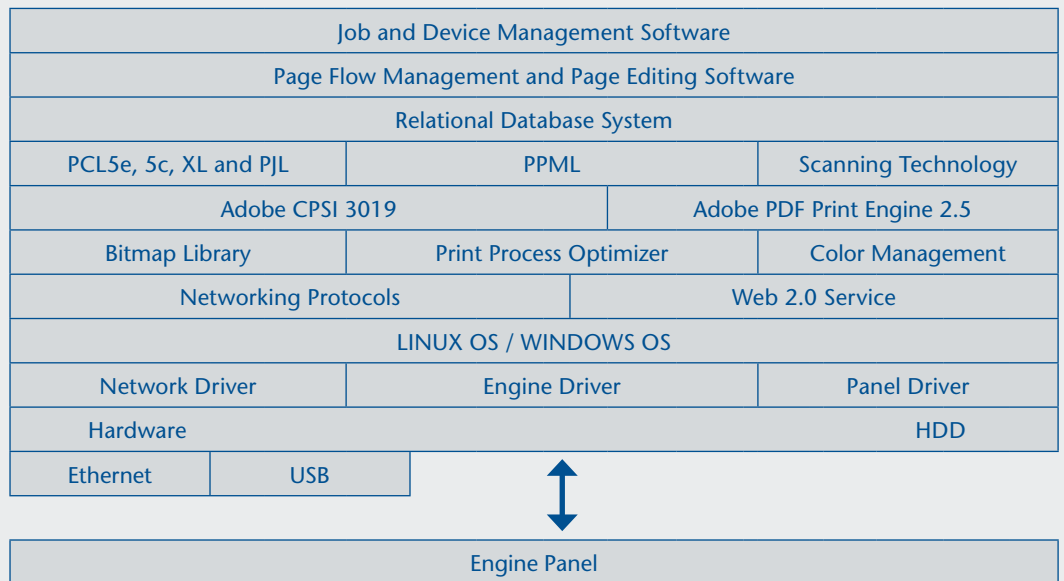 Job and Device Management Software
Page Flow Management and Page Editing Software
Relational Database System
PCL5e, 5c, XL and PJL PPML Scanning Technology
Adobe CPSI 3019 Adobe PDF Print Engine 2.5
Bitmap Library Print Process Optimizer Color Management
Networking Protocols Web 2.0 Service
LINUX OS / WINDOWS OS
Network Driver Engine Driver Panel Driver
Hardware HDD
Ethernet USB
Engine Panel